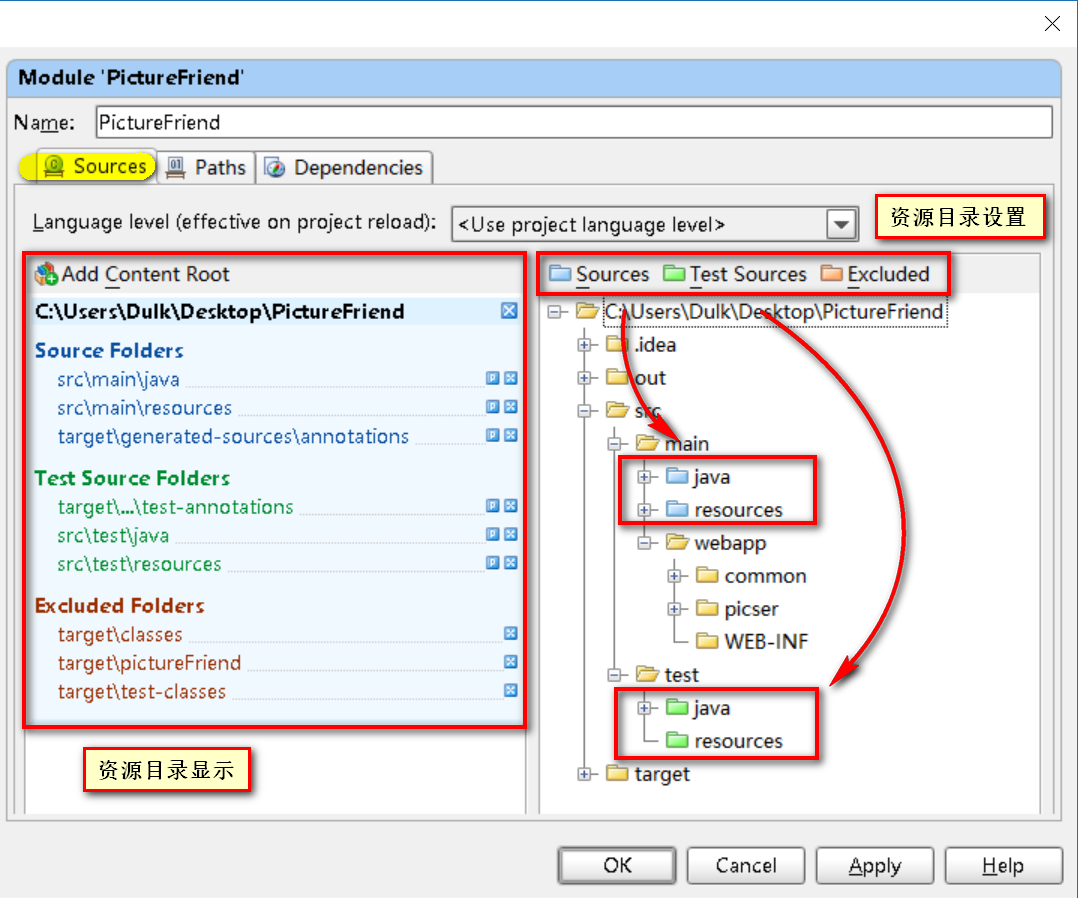 Module 'PictureFriend'
Name: PictureFriend
Sources Paths Dependencies
Language level (effective on project reload): <Use project language level>
资源目录设置
Add Content Root
C:\Users\Dulk\Desktop\PictureFriend
Source Folders
src\main\java
src\main\resources
target\generated-sources\annotations
Test Source Folders
target\...\test-annotations
src\test\java
src\test\resources
Excluded Folders
target\classes
target\pictureFriend
target\test-classes
资源目录显示
Sources Test Sources Excluded
C:\Users\Dulk\Desktop\PictureFriend
.idea
out
src
main
java
resources
webapp
common
picser
WEB-INF
test
java
resources
target
OK Cancel Apply Help